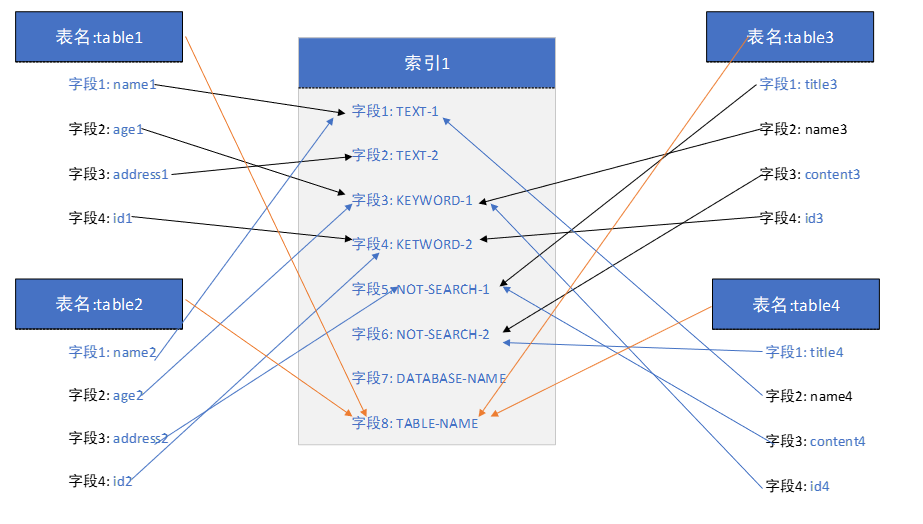 表名:table1
字段1: name1
字段2: age1
字段3: address1
字段4: id1
表名:table2
字段1: name2
字段2: age2
字段3: address2
字段4: id2
索引1
字段1: TEXT-1
字段2: TEXT-2
字段3: KEYWORD-1
字段4: KETWORD-2
字段5: NOT-SEARCH-1
字段6: NOT-SEARCH-2
字段7: DATABASE-NAME
字段8: TABLE-NAME
表名:table3
字段1: title3
字段2: name3
字段3: content3
字段4: id3
表名:table4
字段1: title4
字段2: name4
字段3: content4
字段4: id4